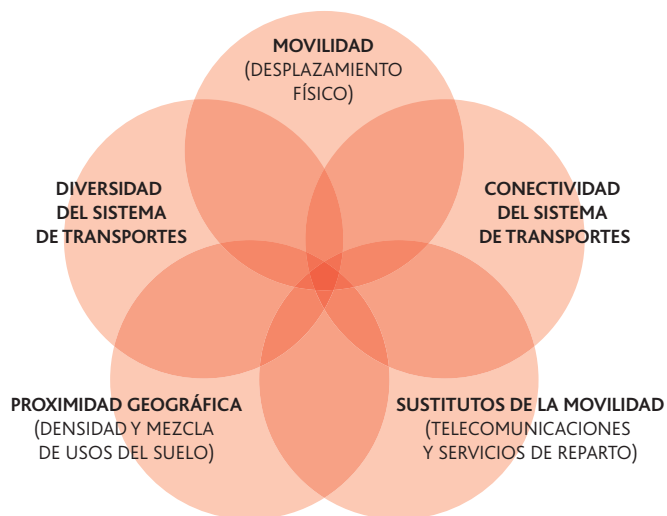 MOVILIDAD
(DESPLAZAMIENTO
FÍSICO)
DIVERSIDAD
DEL SISTEMA
DE TRANSPORTES
CONECTIVIDAD
DEL SISTEMA
DE TRANSPORTES
PROXIMIDAD GEOGRÁFICA
(DENSIDAD Y MEZCLA
DE USOS DEL SUELO)
SUSTITUTOS DE LA MOVILIDAD
(TELECOMUNICACIONES
Y SERVICIOS DE REPARTO)